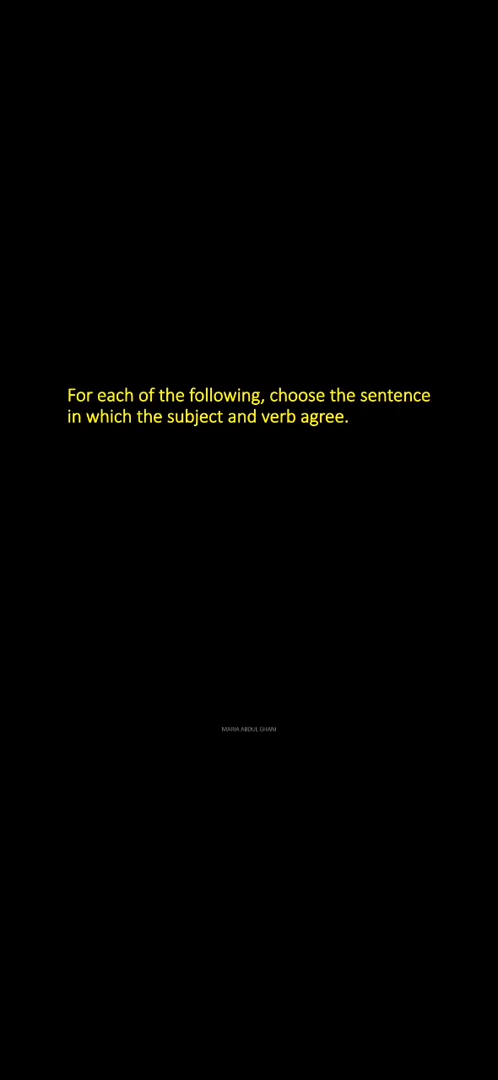 For each of the following, choose the sentence
in which the subject and verb agree.
MARIA ABDUL GHANI